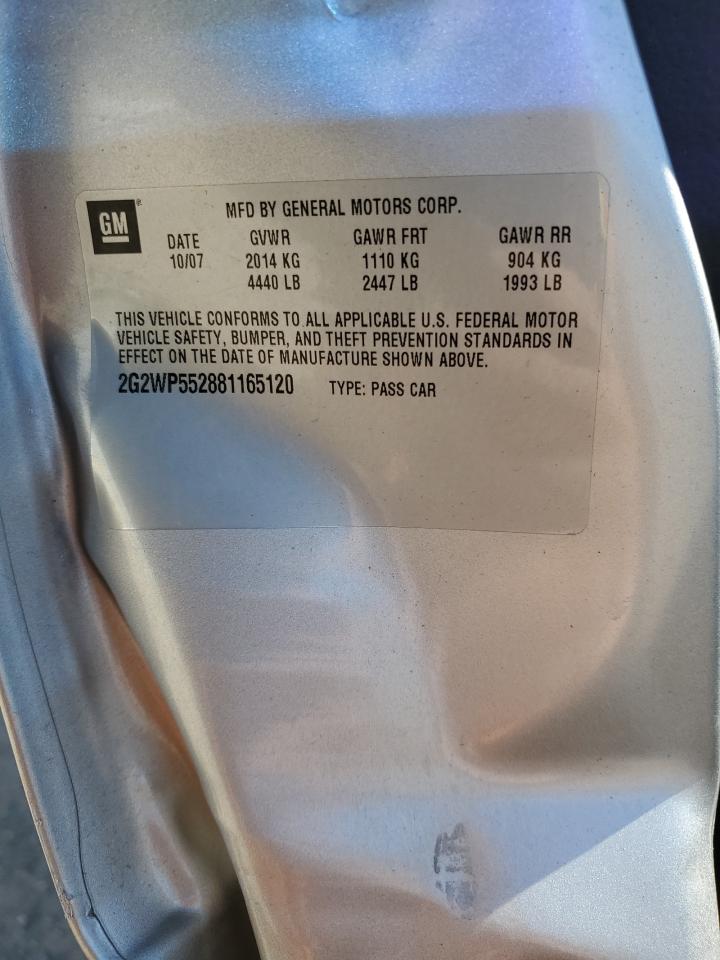 GM®
MFD BY GENERAL MOTORS CORP.
DATE GVWR GAWR FRT GAWR RR
10/07 2014 KG 1110 KG 904 KG
4440 LB 2447 LB 1993 LB
THIS VEHICLE CONFORMS TO ALL APPLICABLE U.S. FEDERAL MOTOR
VEHICLE SAFETY, BUMPER, AND THEFT PREVENTION STANDARDS IN
EFFECT ON THE DATE OF MANUFACTURE SHOWN ABOVE.
2G2WP552881165120 TYPE: PASS CAR